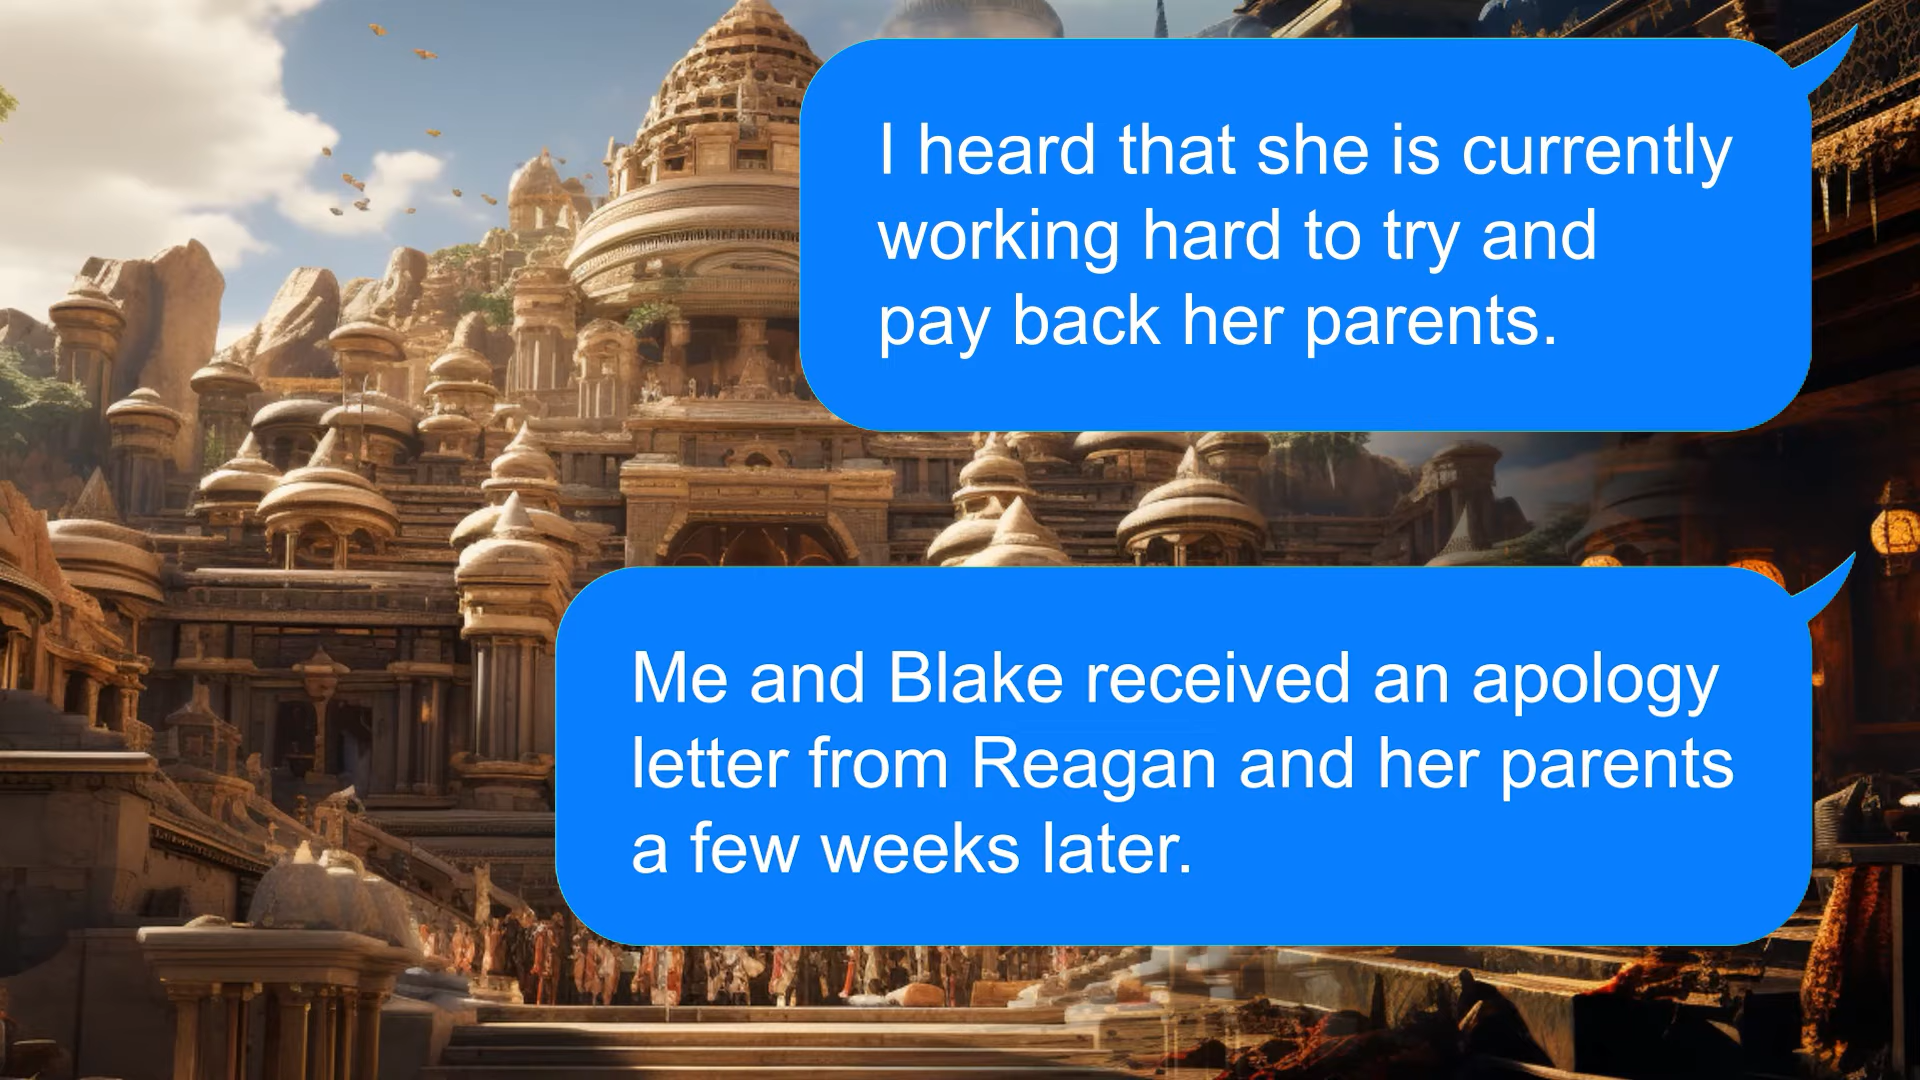 I heard that she is currently
working hard to try and
pay back her parents.
Me and Blake received an apology
letter from Reagan and her parents
a few weeks later.